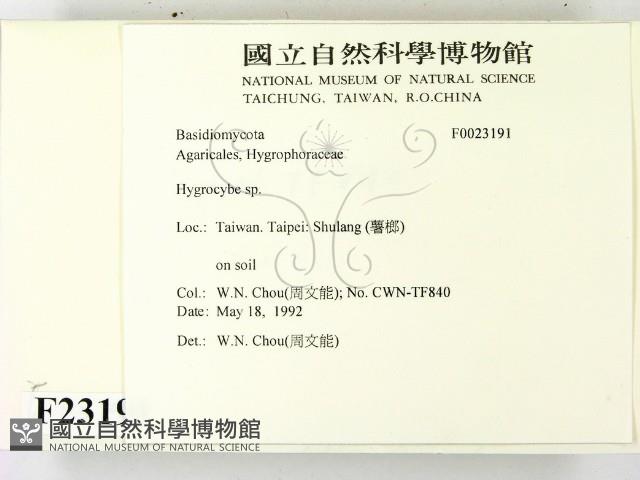 國立自然科學博物館
NATIONAL MUSEUM OF NATURAL SCIENCE
TAICHUNG, TAIWAN, R.O.CHINA
Basidiomycota F0023191
Agaricales, Hygrophoraceae
Hygrocybe sp.
Loc.: Taiwan. Taipei: Shulang (薯榔)
on soil
Col.: W.N. Chou(周文能); No. CWN-TF840
Date: May 18, 1992
Det.: W.N. Chou(周文能)
F2319
國立自然科學博物館
NATIONAL MUSEUM OF NATURAL SCIENCE